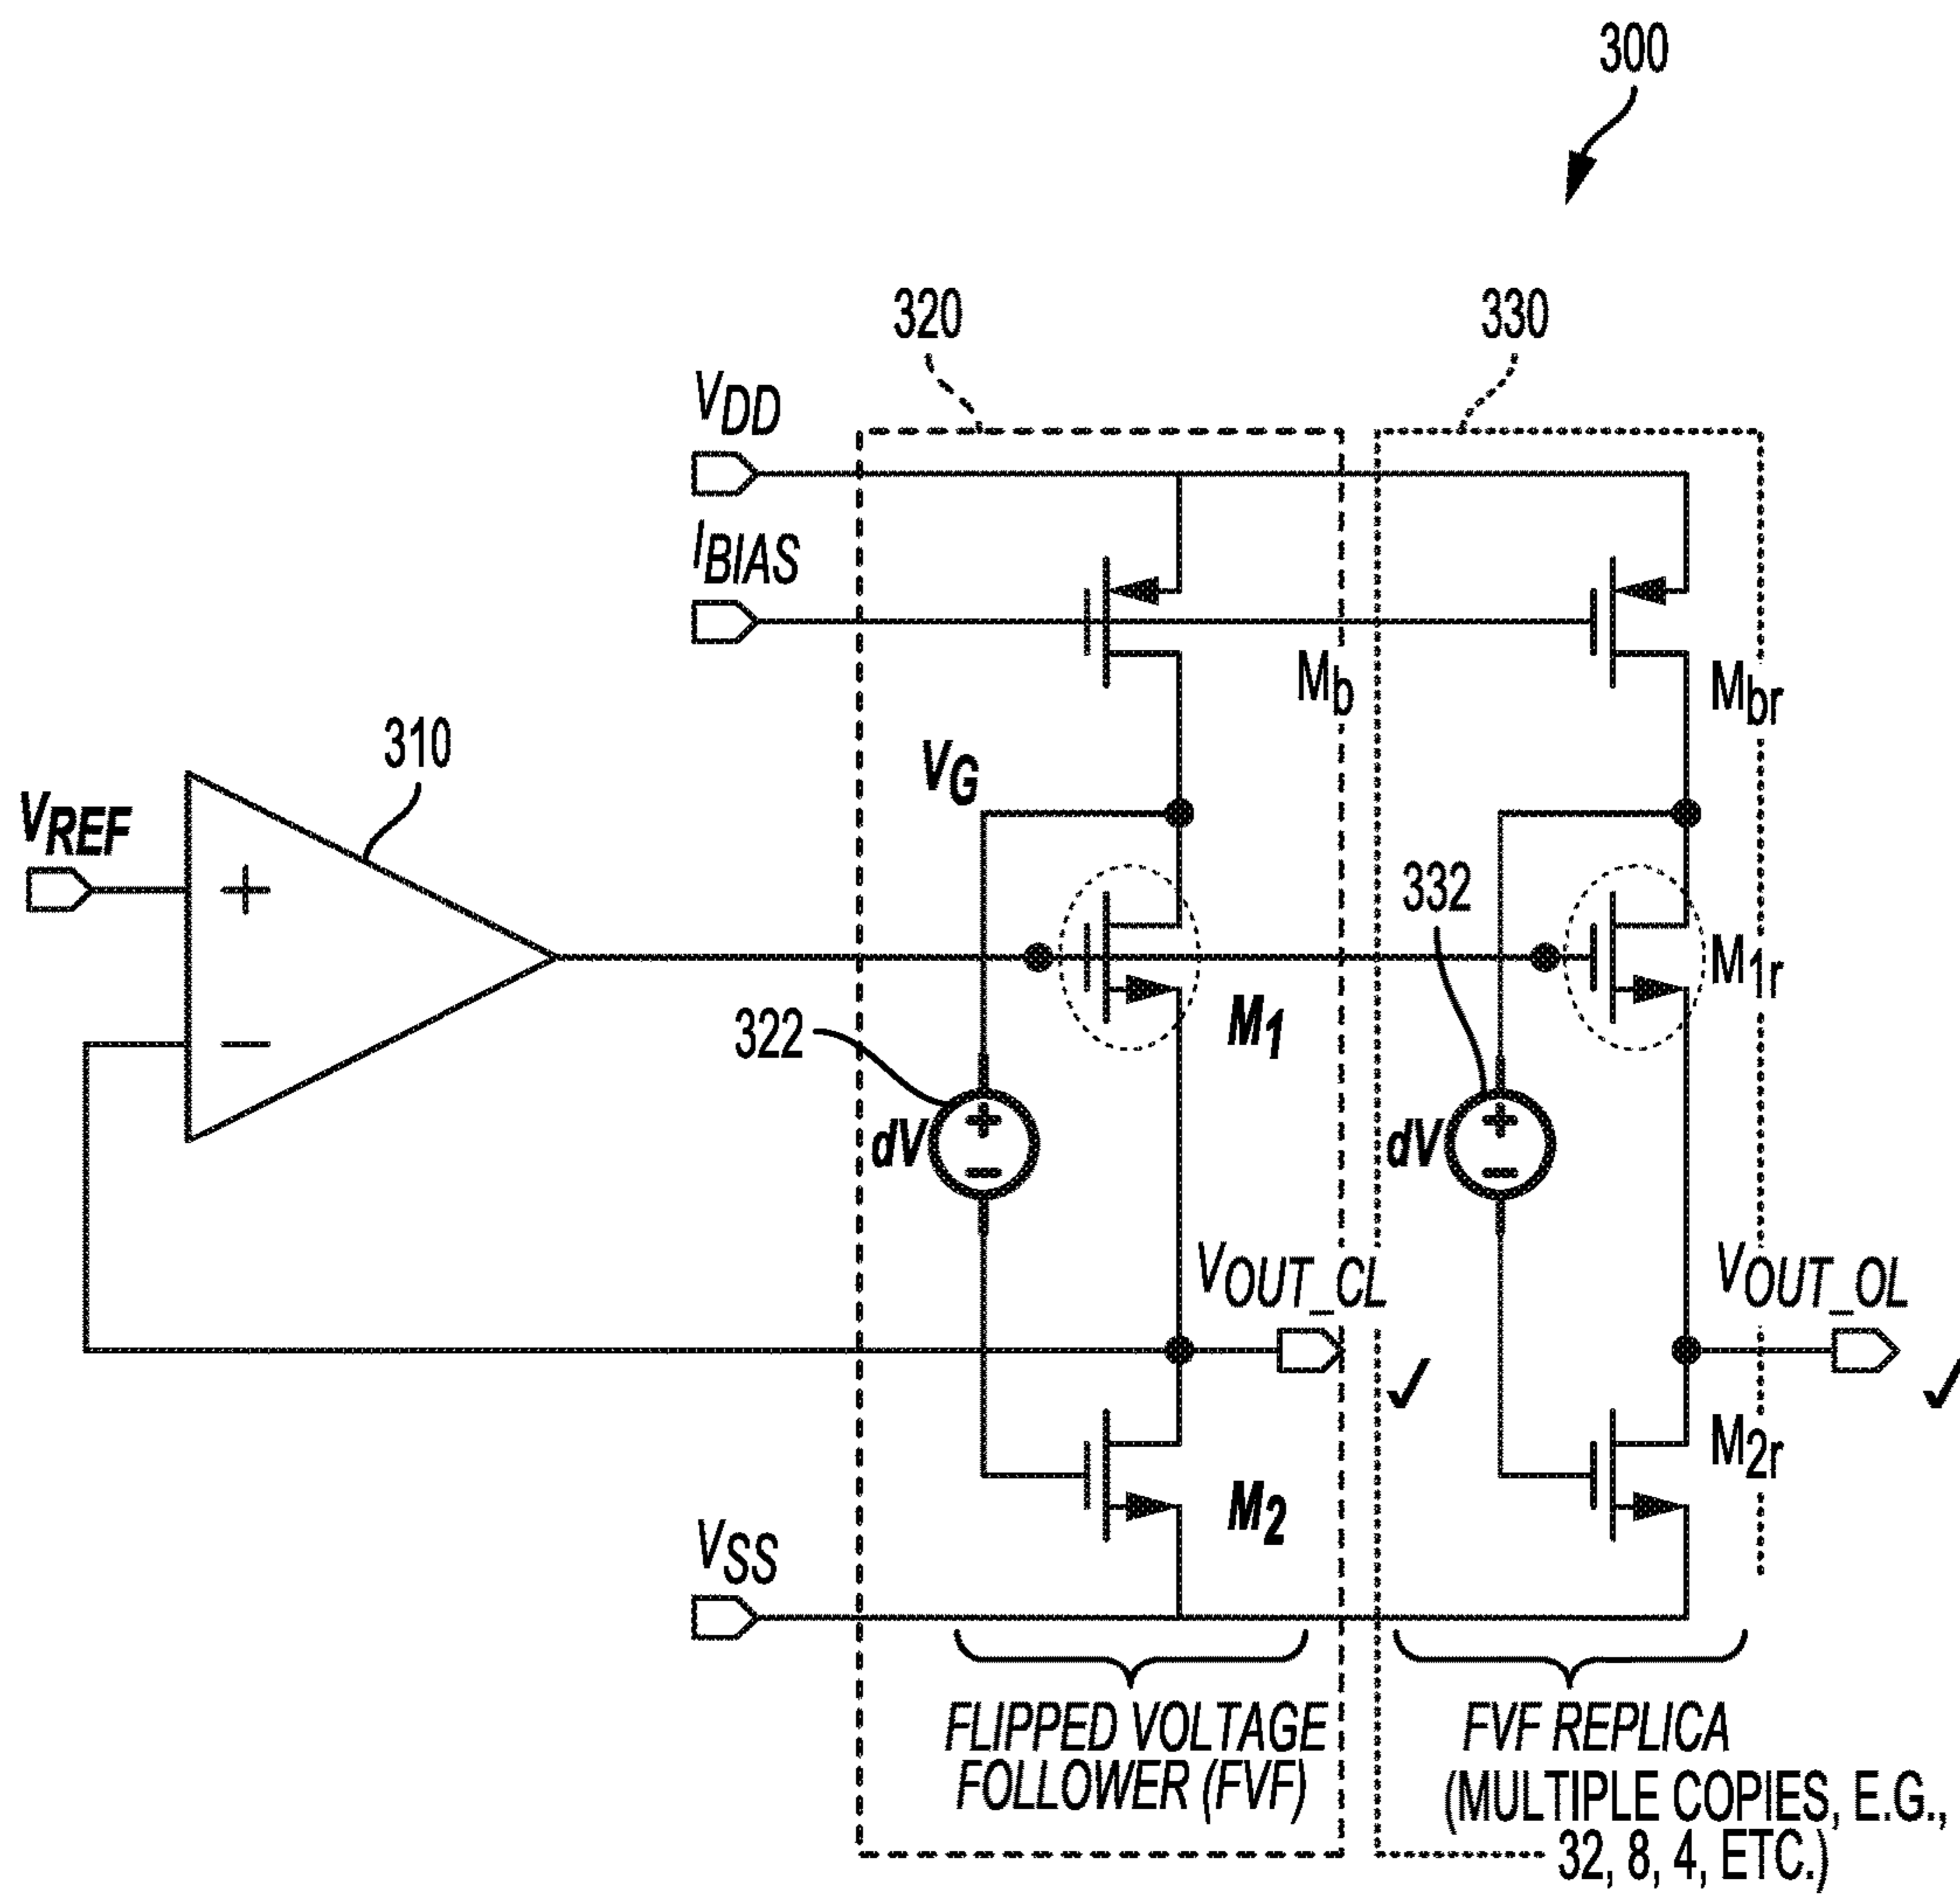 300
320
330
VDD
IBIAS
Mb
Mbr
310
VG
VREF
+
332
M1r
−
322
M1
dV
+
−
dV
+
−
VOUT_CL
VOUT_OL
✓
✓
M2r
M2
VSS
FLIPPED VOLTAGE
FOLLOWER (FVF)
FVF REPLICA
(MULTIPLE COPIES, E.G.,
32, 8, 4, ETC.)